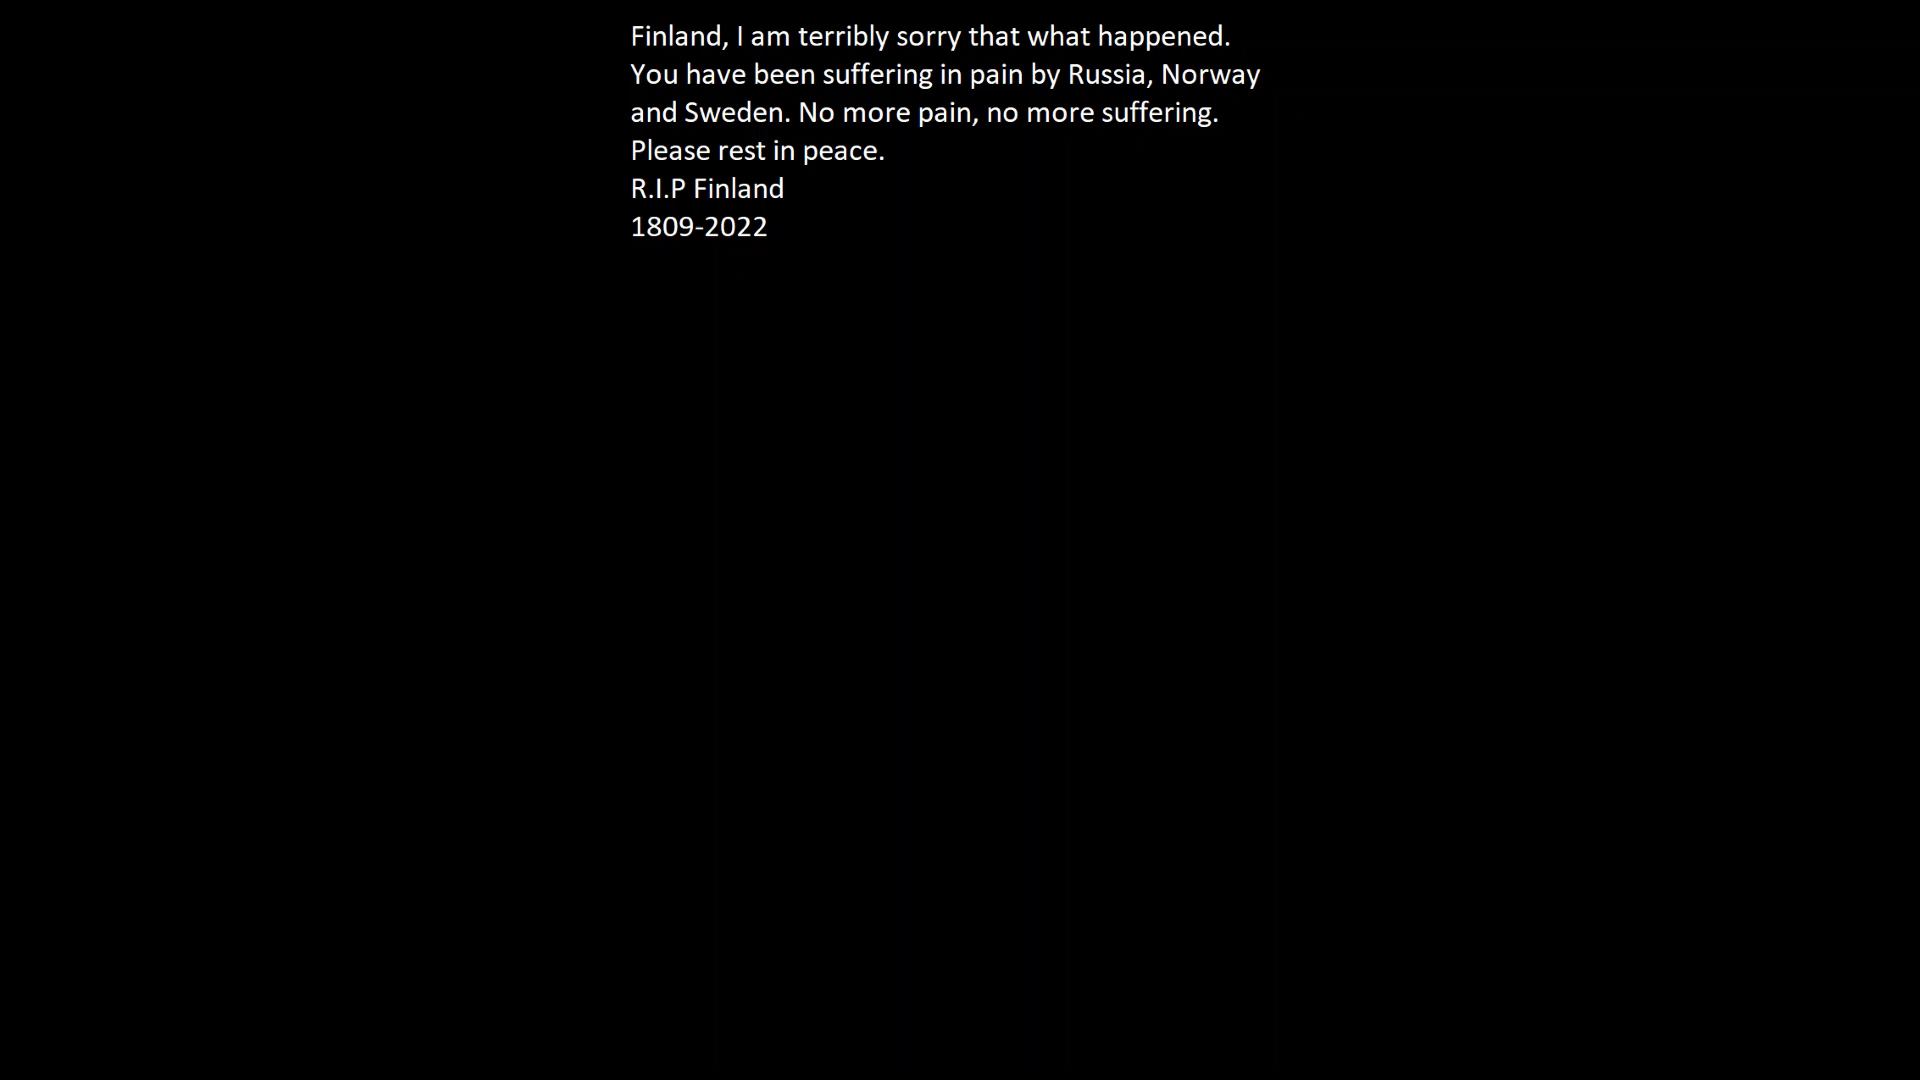 Finland, I am terribly sorry that what happened.
You have been suffering in pain by Russia, Norway
and Sweden. No more pain, no more suffering.
Please rest in peace.
R.I.P Finland
1809-2022